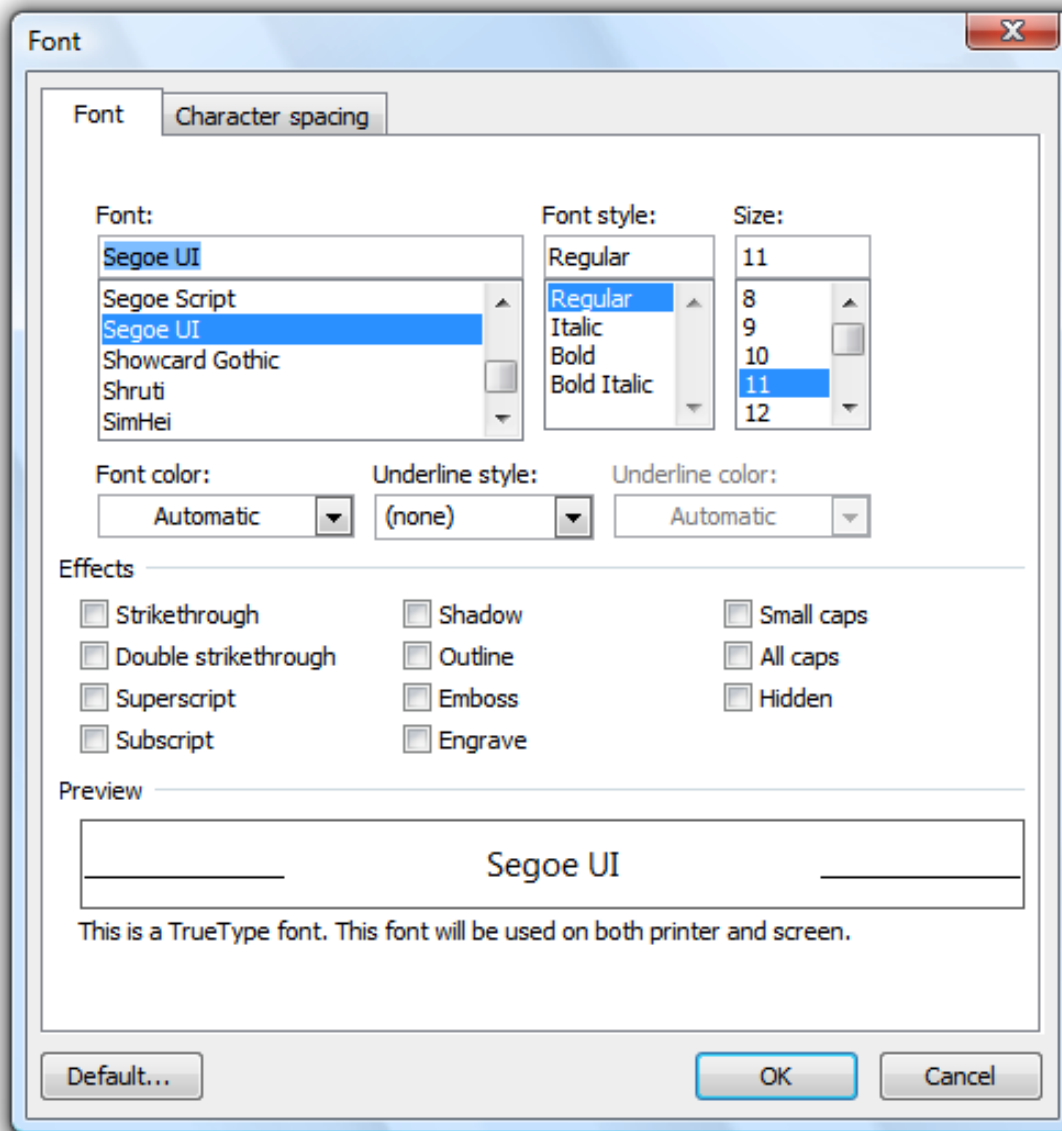 Font
Font Character spacing
Font: Font style: Size:
Segoe UI Regular 11
Segoe Script Regular 8
Segoe UI Italic 9
Showcard Gothic Bold 10
Shruti Bold Italic 11
SimHei 12
Font color: Underline style: Underline color:
Automatic (none) Automatic
Effects
Strikethrough Shadow Small caps
Double strikethrough Outline All caps
Superscript Emboss Hidden
Subscript Engrave
Preview
Segoe UI
This is a TrueType font. This font will be used on both printer and screen.
Default... OK Cancel